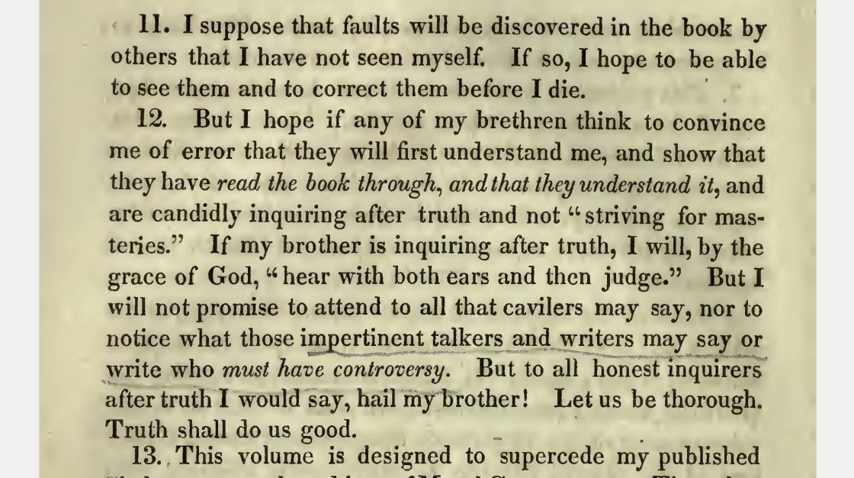 11. I suppose that faults will be discovered in the book by
others that I have not seen myself. If so, I hope to be able
to see them and to correct them before I die.
12. But I hope if any of my brethren think to convince
me of error that they will first understand me, and show that
they have read the book through, and that they understand it, and
are candidly inquiring after truth and not “striving for mas-
teries.” If my brother is inquiring after truth, I will, by the
grace of God, “hear with both ears and then judge.” But I
will not promise to attend to all that cavilers may say, nor to
notice what those impertinent talkers and writers may say or
write who must have controversy. But to all honest inquirers
after truth I would say, hail my brother! Let us be thorough.
Truth shall do us good.
13. This volume is designed to supercede my published